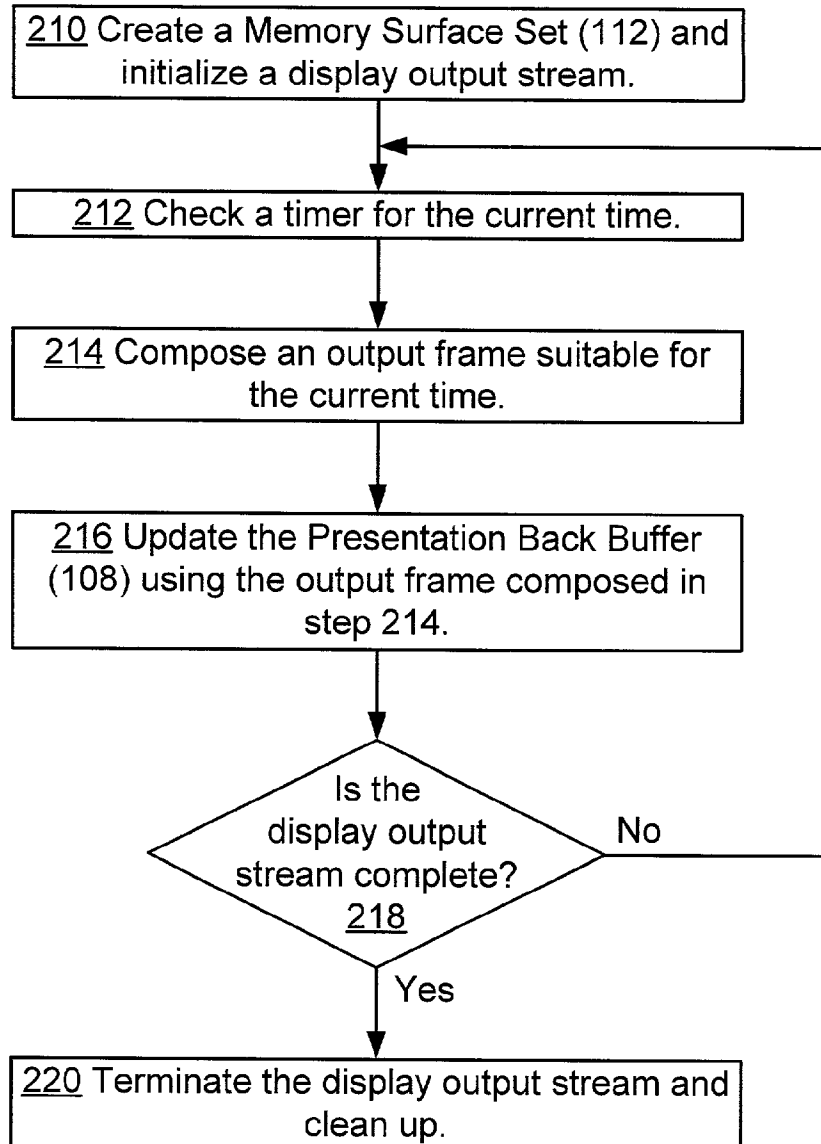 210 Create a Memory Surface Set (112) and
initialize a display output stream.
212 Check a timer for the current time.
214 Compose an output frame suitable for
the current time.
216 Update the Presentation Back Buffer
(108) using the output frame composed in
step 214.
Is the
display output
stream complete?
218
No
Yes
220 Terminate the display output stream and
clean up.